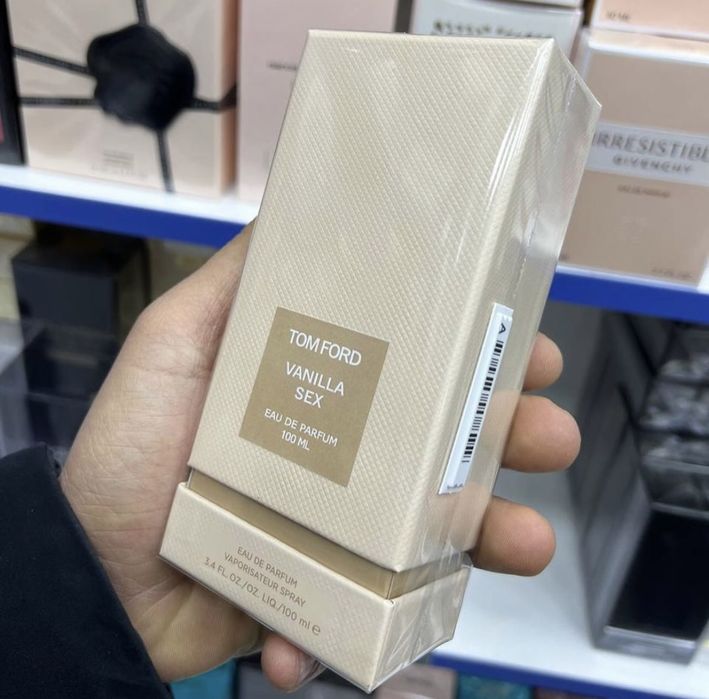 TOM FORD
VANILLA
SEX
EAU DE PARFUM
100 ML
EAU DE PARFUM
VAPORISATEUR SPRAY
3.4 FL.OZ./OZ. LIQ./100 ml ℮
A
IRRESISTIBL
GIVENCHY